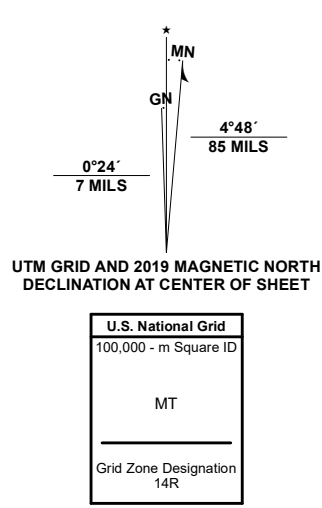 ★
MN
GN
4°48´
85 MILS
0°24´
7 MILS
UTM GRID AND 2019 MAGNETIC NORTH
DECLINATION AT CENTER OF SHEET
U.S. National Grid
100,000 - m Square ID
MT
Grid Zone Designation
14R